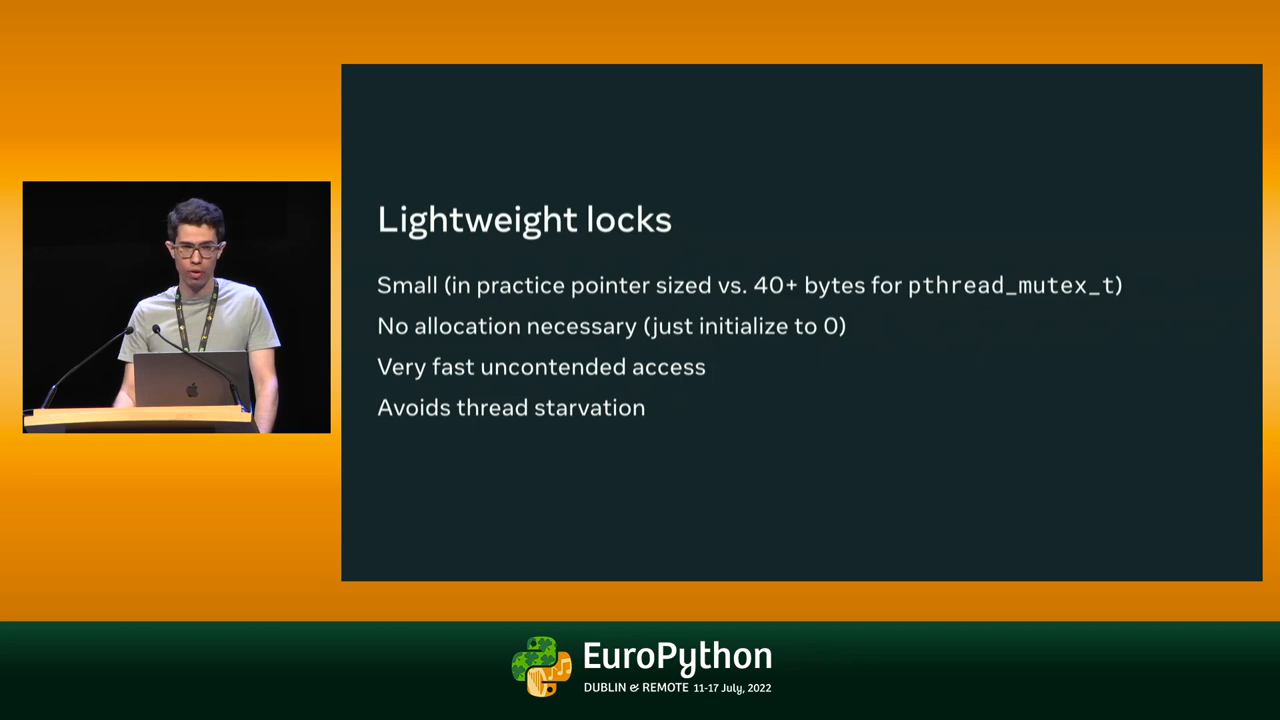 Lightweight locks
Small (in practice pointer sized vs. 40+ bytes for pthread_mutex_t)
No allocation necessary (just initialize to 0)
Very fast uncontended access
Avoids thread starvation
EuroPython
DUBLIN & REMOTE 11-17 July, 2022